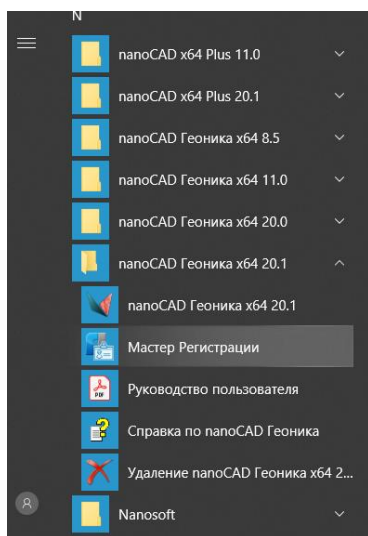 N
nanoCAD x64 Plus 11.0
nanoCAD x64 Plus 20.1
nanoCAD Геоника x64 8.5
nanoCAD Геоника x64 11.0
nanoCAD Геоника x64 20.0
nanoCAD Геоника x64 20.1
nanoCAD Геоника x64 20.1
Мастер Регистрации
PDF
Руководство пользователя
Справка по nanoCAD Геоника
Удаление nanoCAD Геоника x64 2...
Nanosoft